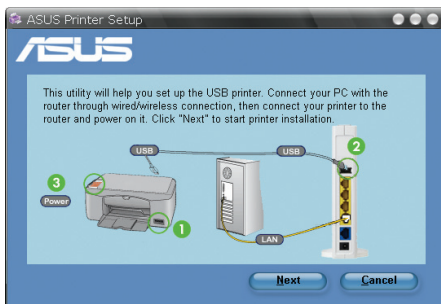 ASUS Printer Setup
ASUS
This utility will help you set up the USB printer. Connect your PC with the
router through wired/wireless connection, then connect your printer to the
router and power on it. Click "Next" to start printer installation.
USB
USB
2
3
Power
1
LAN
Next
Cancel